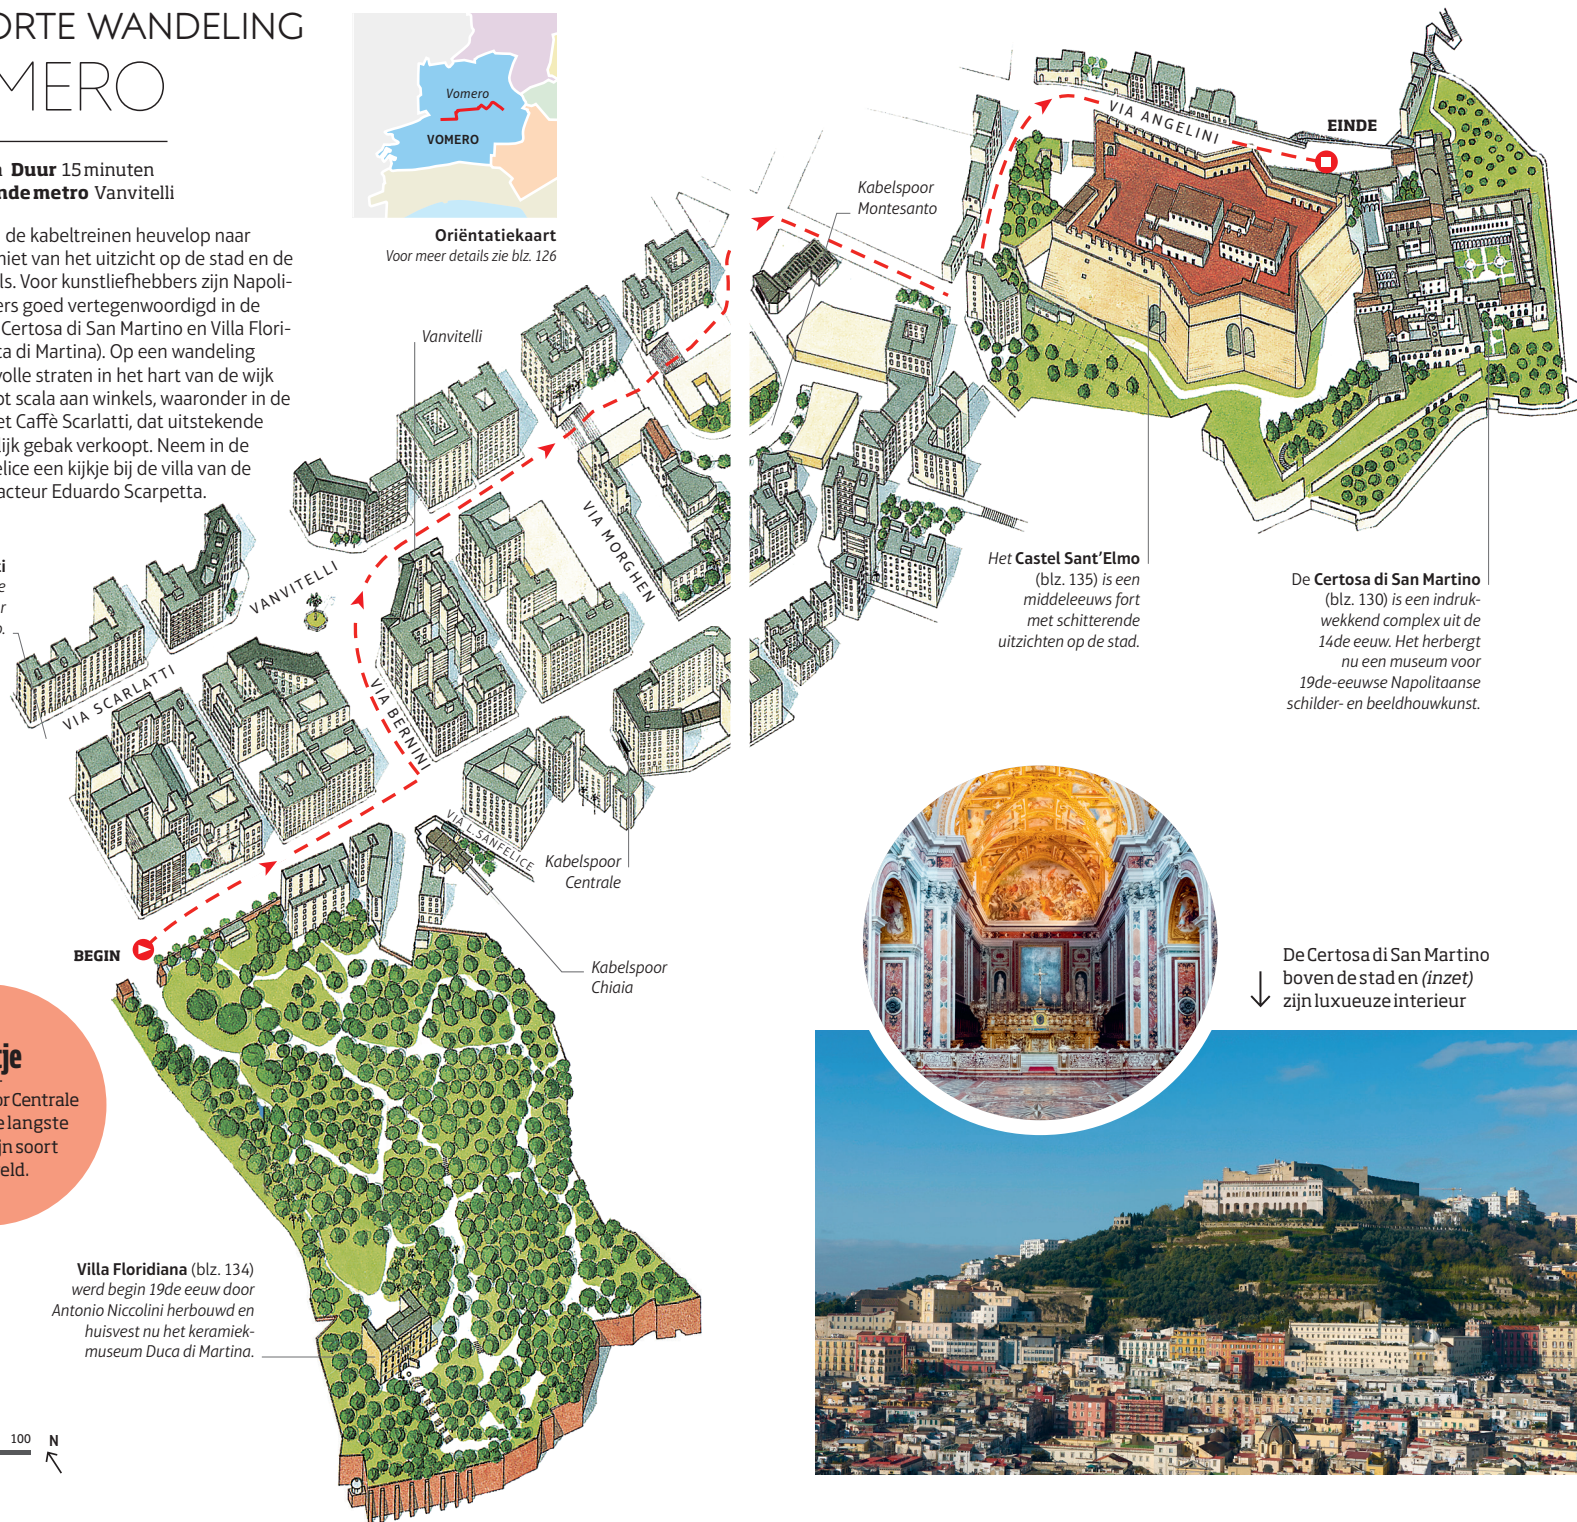 ORTE WANDELING
MERO
Duur 15 minuten
nde metro Vanvitelli
de kabeltreinen heuvelop naar
niet van het uitzicht op de stad en de
ls. Voor kunstliefhebbers zijn Napoli-
ers goed vertegenwoordigd in de
Certosa di San Martino en Villa Flori-
ca di Martina). Op een wandeling
volle straten in het hart van de wijk
ot scala aan winkels, waaronder in de
et Caffè Scarlatti, dat uitstekende
lijk gebak verkoopt. Neem in de
elice een kijkje bij de villa van de
acteur Eduardo Scarpetta.
Vomero
VOMERO
Oriëntatiekaart
Voor meer details zie blz. 126
Vanvitelli
Kabelspoor
Montesanto
VIA ANGELINI
EINDE
VIA MORGHEN
VANVITELLI
VIA SCARLATTI
VIA BERNINI
VIA L.SANFELICE
Kabelspoor
Centrale
Kabelspoor
Chiaia
BEGIN
Het Castel Sant'Elmo
(blz. 135) is een
middeleeuws fort
met schitterende
uitzichten op de stad.
De Certosa di San Martino
(blz. 130) is een indruk-
wekkend complex uit de
14de eeuw. Het herbergt
nu een museum voor
19de-eeuwse Napolitaanse
schilder- en beeldhouwkunst.
De Certosa di San Martino
boven de stad en (inzet)
zijn luxueuze interieur
tje
or Centrale
e langste
jn soort
eld.
Villa Floridiana (blz. 134)
werd begin 19de eeuw door
Antonio Niccolini herbouwd en
huisvest nu het keramiek-
museum Duca di Martina.
100 N